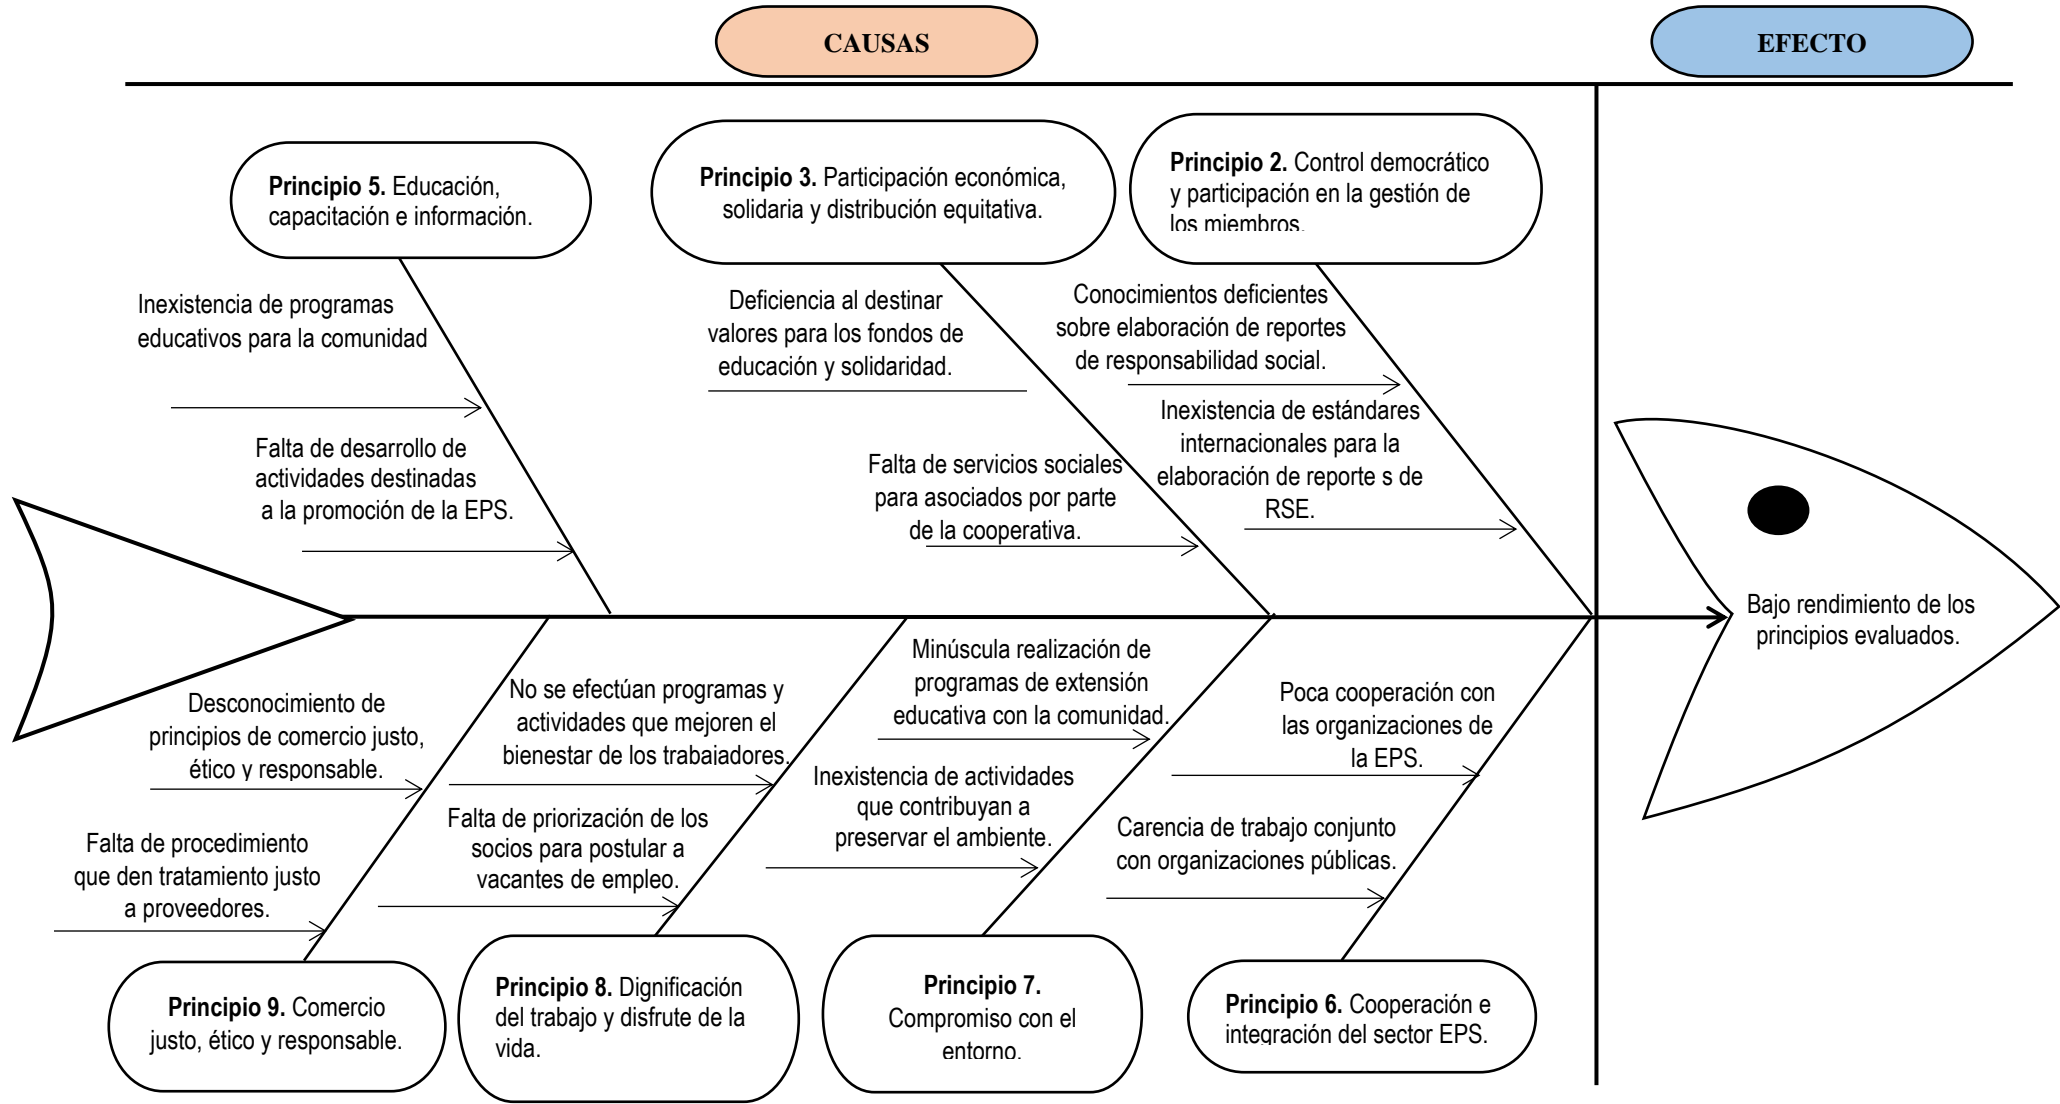 CAUSAS
EFECTO
Principio 5. Educación,
capacitación e información.
Principio 3. Participación económica,
solidaria y distribución equitativa.
Principio 2. Control democrático
y participación en la gestión de
los miembros.
Inexistencia de programas
educativos para la comunidad
Falta de desarrollo de
actividades destinadas
a la promoción de la EPS.
Deficiencia al destinar
valores para los fondos de
educación y solidaridad.
Falta de servicios sociales
para asociados por parte
de la cooperativa.
Conocimientos deficientes
sobre elaboración de reportes
de responsabilidad social.
Inexistencia de estándares
internacionales para la
elaboración de reporte s de
RSE.
Bajo rendimiento de los
principios evaluados.
Desconocimiento de
principios de comercio justo,
ético y responsable.
Falta de procedimiento
que den tratamiento justo
a proveedores.
No se efectúan programas y
actividades que mejoren el
bienestar de los trabajadores.
Falta de priorización de los
socios para postular a
vacantes de empleo.
Minúscula realización de
programas de extensión
educativa con la comunidad.
Inexistencia de actividades
que contribuyan a
preservar el ambiente.
Poca cooperación con
las organizaciones de
la EPS.
Carencia de trabajo conjunto
con organizaciones públicas.
Principio 9. Comercio
justo, ético y responsable.
Principio 8. Dignificación
del trabajo y disfrute de la
vida.
Principio 7.
Compromiso con el
entorno.
Principio 6. Cooperación e
integración del sector EPS.